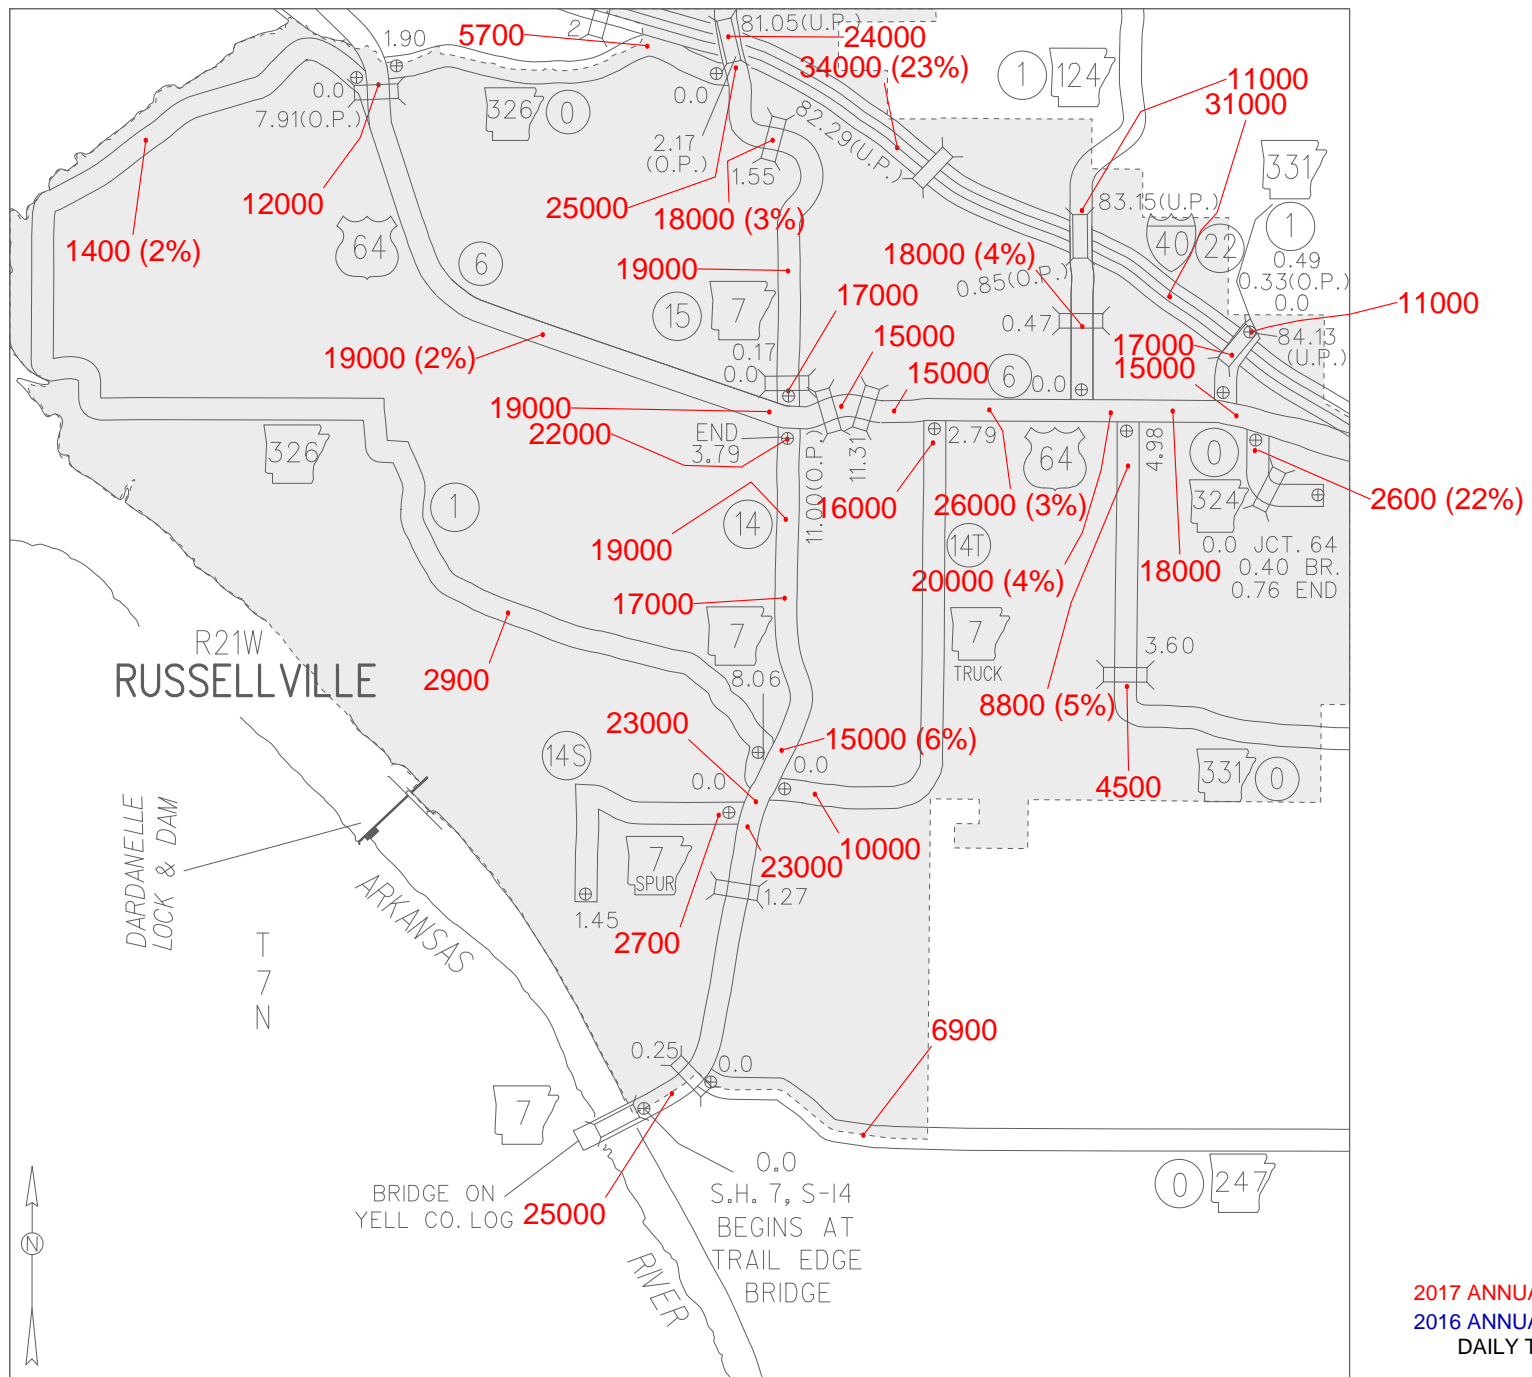 1.90
5700
2
81.05(U.P.)
24000
34000 (23%)
1
124
11000
31000
0.0
7.91(O.P.)
326
0
0.0
2.17
(O.P.)
1.55
82.29(U.P.)
331
1
12000
25000
18000 (3%)
83.15(U.P.)
1400 (2%)
64
6
18000 (4%)
0.85(O.P.)
40
22
0.49
0.33(O.P.)
0.0
19000
15
7
17000
0.47
11000
15000
17000
84.13
(U.P.)
19000 (2%)
0.17
0.0
15000
6
0.0
15000
19000
22000
END
3.79
326
11.00(O.P.)
11.31
2.79
64
4.98
0
324
2600 (22%)
1
14
16000
26000 (3%)
19000
14T
20000 (4%)
18000
0.0 JCT. 64
0.40 BR.
0.76 END
17000
R21W
RUSSELLVILLE
2900
7
8.06
7
TRUCK
3.60
8800 (5%)
23000
15000 (6%)
14S
0.0
0.0
4500
331
0
DARDANELLE
LOCK & DAM
7
SPUR
23000
10000
1.27
1.45
2700
ARKANSAS
T
7
N
6900
0.25
0.0
7
BRIDGE ON
YELL CO. LOG
25000
0.0
S.H. 7, S-14
BEGINS AT
TRAIL EDGE
BRIDGE
0
247
N
RIVER
2017 ANNUA
2016 ANNUA
DAILY T